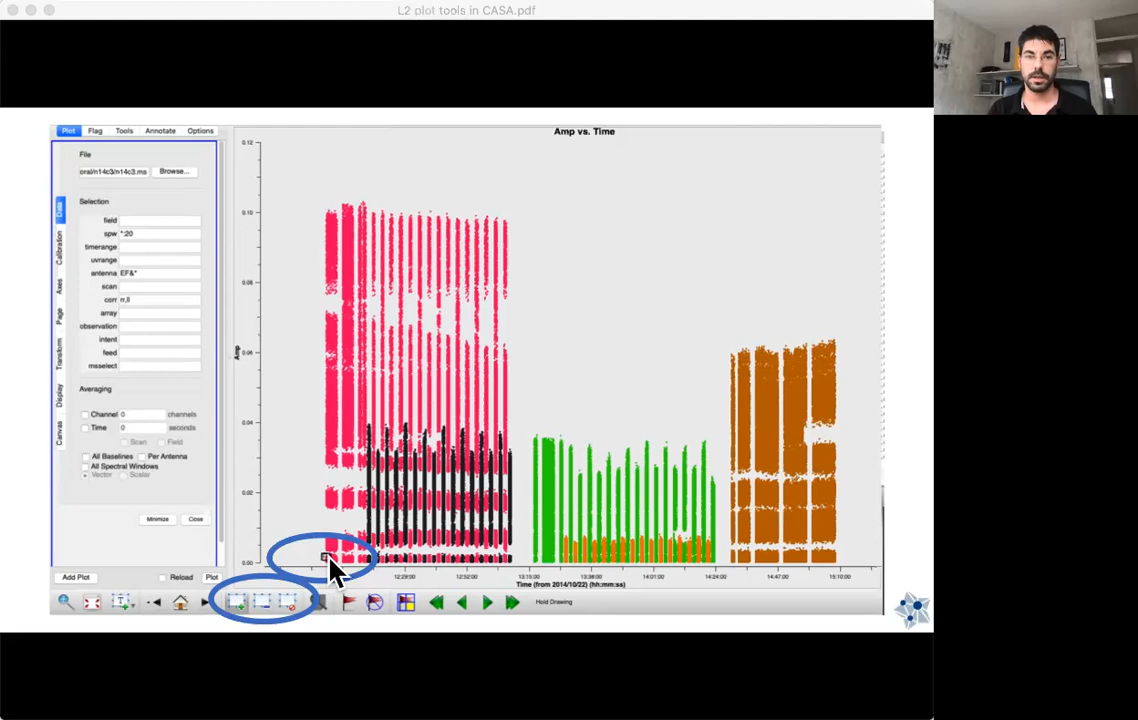 L2 plot tools in CASA.pdf
Plot Flag Tools Annotate Options
File
oral/n14c3/n14c3.ms Browse...
Selection
field
spw *:20
timerange
uvrange
antenna EF&*
scan
corr rr,ll
array
observation
intent
feed
msselect
Averaging
Channel 0 channels
Time 0 seconds
Scan Field
All Baselines Per Antenna
All Spectral Windows
Vector Scalar
Minimize Close
Data
Calibration
Axes
Page
Transform
Display
Canvas
Add Plot Reload Plot
Amp vs. Time
0.12
0.10
0.08
0.06
0.04
0.02
0.00
Amp
12:29:00 12:52:00 13:15:00 13:38:00 14:01:00 14:24:00 14:47:00 15:10:00
Time (from 2014/10/22) (hh:mm:ss)
Hold Drawing